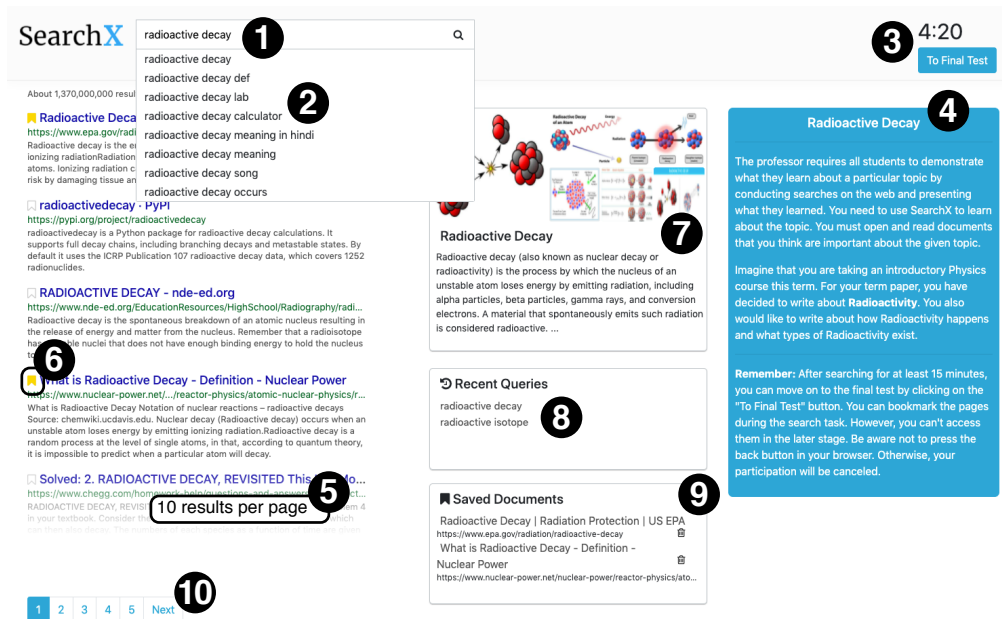 SearchX
radioactive decay
1
radioactive decay
radioactive decay def
radioactive decay lab
radioactive decay calculator
radioactive decay meaning in hindi
radioactive decay meaning
radioactive decay song
radioactive decay occurs
2
3
4:20
To Final Test
About 1,370,000,000 resul
Radioactive Deca
https://www.epa.gov/radi
Radioactive decay is the e
ionizing radiationRadiation
atoms. Ionizing radiation c
risk by damaging tissue an
radioactivedecay · PyPI
https://pypi.org/project/radioactivedecay
radioactivedecay is a Python package for radioactive decay calculations. It
supports full decay chains, including branching decays and metastable states. By
default it uses the ICRP Publication 107 radioactive decay data, which covers 1252
radionuclides.
RADIOACTIVE DECAY - nde-ed.org
https://www.nde-ed.org/EducationResources/HighSchool/Radiography/radi...
Radioactive decay is the spontaneous breakdown of an atomic nucleus resulting in
the release of energy and matter from the nucleus. Remember that a radioisotope
has nuclei that does not have enough binding energy to hold the nucleus
6
What is Radioactive Decay - Definition - Nuclear Power
https://www.nuclear-power.net/.../reactor-physics/atomic-nuclear-physics/r...
What is Radioactive Decay Notation of nuclear reactions – radioactive decays
Source: chemwiki.ucdavis.edu. Nuclear decay (Radioactive decay) occurs when an
unstable atom loses energy by emitting ionizing radiation.Radioactive decay is a
random process at the level of single atoms, in that, according to quantum theory,
it is impossible to predict when a particular atom will decay.
Solved: 2. RADIOACTIVE DECAY, REVISITED This Mo...
https://www.chegg.com/homework-help/questions-and-answers
RADIOACTIVE DECAY, REVIS
in your textbook. Consider the which
5
10 results per page
10
1 2 3 4 5 Next
Radioactive Decay
7
Radioactive decay (also known as nuclear decay or
radioactivity) is the process by which the nucleus of an
unstable atom loses energy by emitting radiation, including
alpha particles, beta particles, gamma rays, and conversion
electrons. A material that spontaneously emits such radiation
is considered radioactive. ...
Recent Queries
radioactive decay
radioactive isotope
8
Saved Documents
9
Radioactive Decay | Radiation Protection | US EPA
https://www.epa.gov/radiation/radioactive-decay
What is Radioactive Decay - Definition -
Nuclear Power
https://www.nuclear-power.net/nuclear-power/reactor-physics/ato...
4
Radioactive Decay
The professor requires all students to demonstrate
what they learn about a particular topic by
conducting searches on the web and presenting
what they learned. You need to use SearchX to learn
about the topic. You must open and read documents
that you think are important about the given topic.
Imagine that you are taking an introductory Physics
course this term. For your term paper, you have
decided to write about Radioactivity. You also
would like to write about how Radioactivity happens
and what types of Radioactivity exist.
Remember: After searching for at least 15 minutes,
you can move on to the final test by clicking on the
"To Final Test" button. You can bookmark the pages
during the search task. However, you can't access
them in the later stage. Be aware not to press the
back button in your browser. Otherwise, your
participation will be canceled.